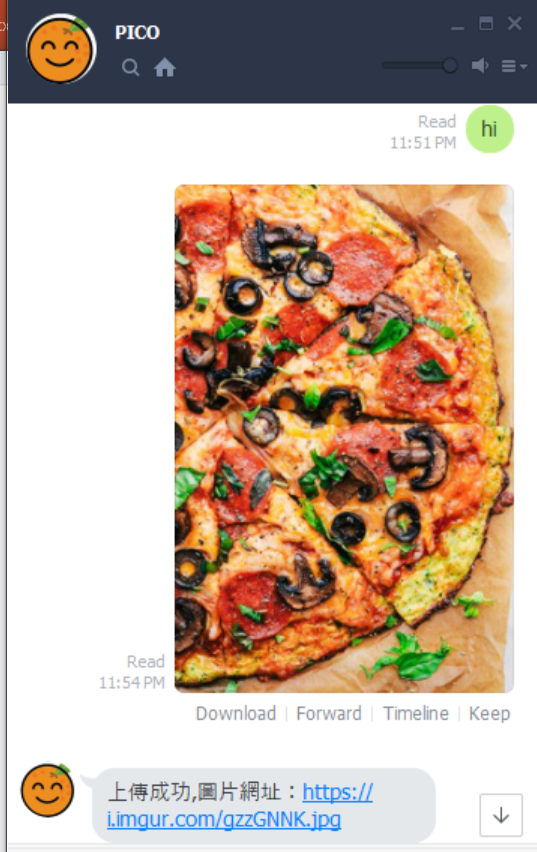 PICO
Read
11:51 PM
hi
Read
11:54 PM
Download | Forward | Timeline | Keep
上傳成功,圖片網址：https://
i.imgur.com/gzzGNNK.jpg